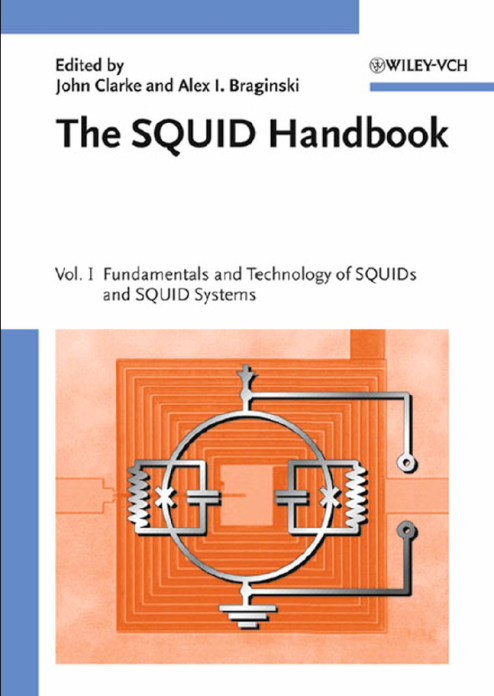 Edited by
John Clarke and Alex I. Braginski
WILEY-VCH
The SQUID Handbook
Vol. I Fundamentals and Technology of SQUIDs
and SQUID Systems